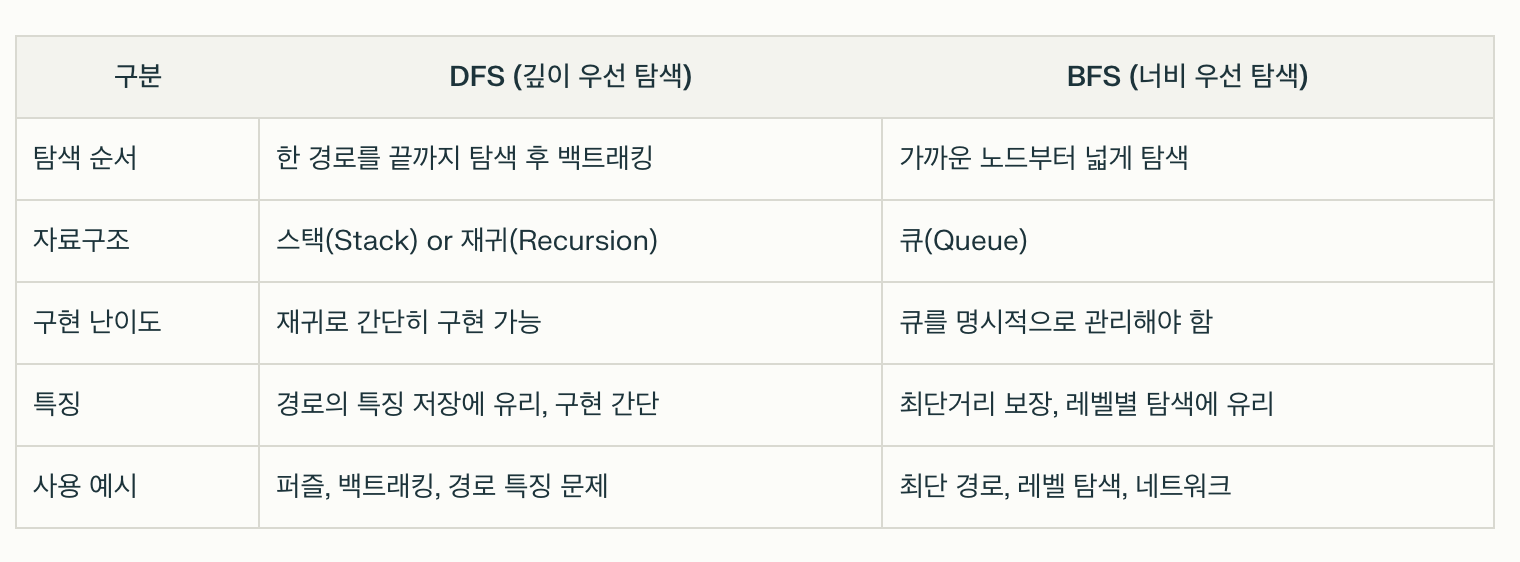 구분 DFS (깊이 우선 탐색) BFS (너비 우선 탐색)
탐색 순서 한 경로를 끝까지 탐색 후 백트래킹 가까운 노드부터 넓게 탐색
자료구조 스택(Stack) or 재귀(Recursion) 큐(Queue)
구현 난이도 재귀로 간단히 구현 가능 큐를 명시적으로 관리해야 함
특징 경로의 특징 저장에 유리, 구현 간단 최단거리 보장, 레벨별 탐색에 유리
사용 예시 퍼즐, 백트래킹, 경로 특징 문제 최단 경로, 레벨 탐색, 네트워크